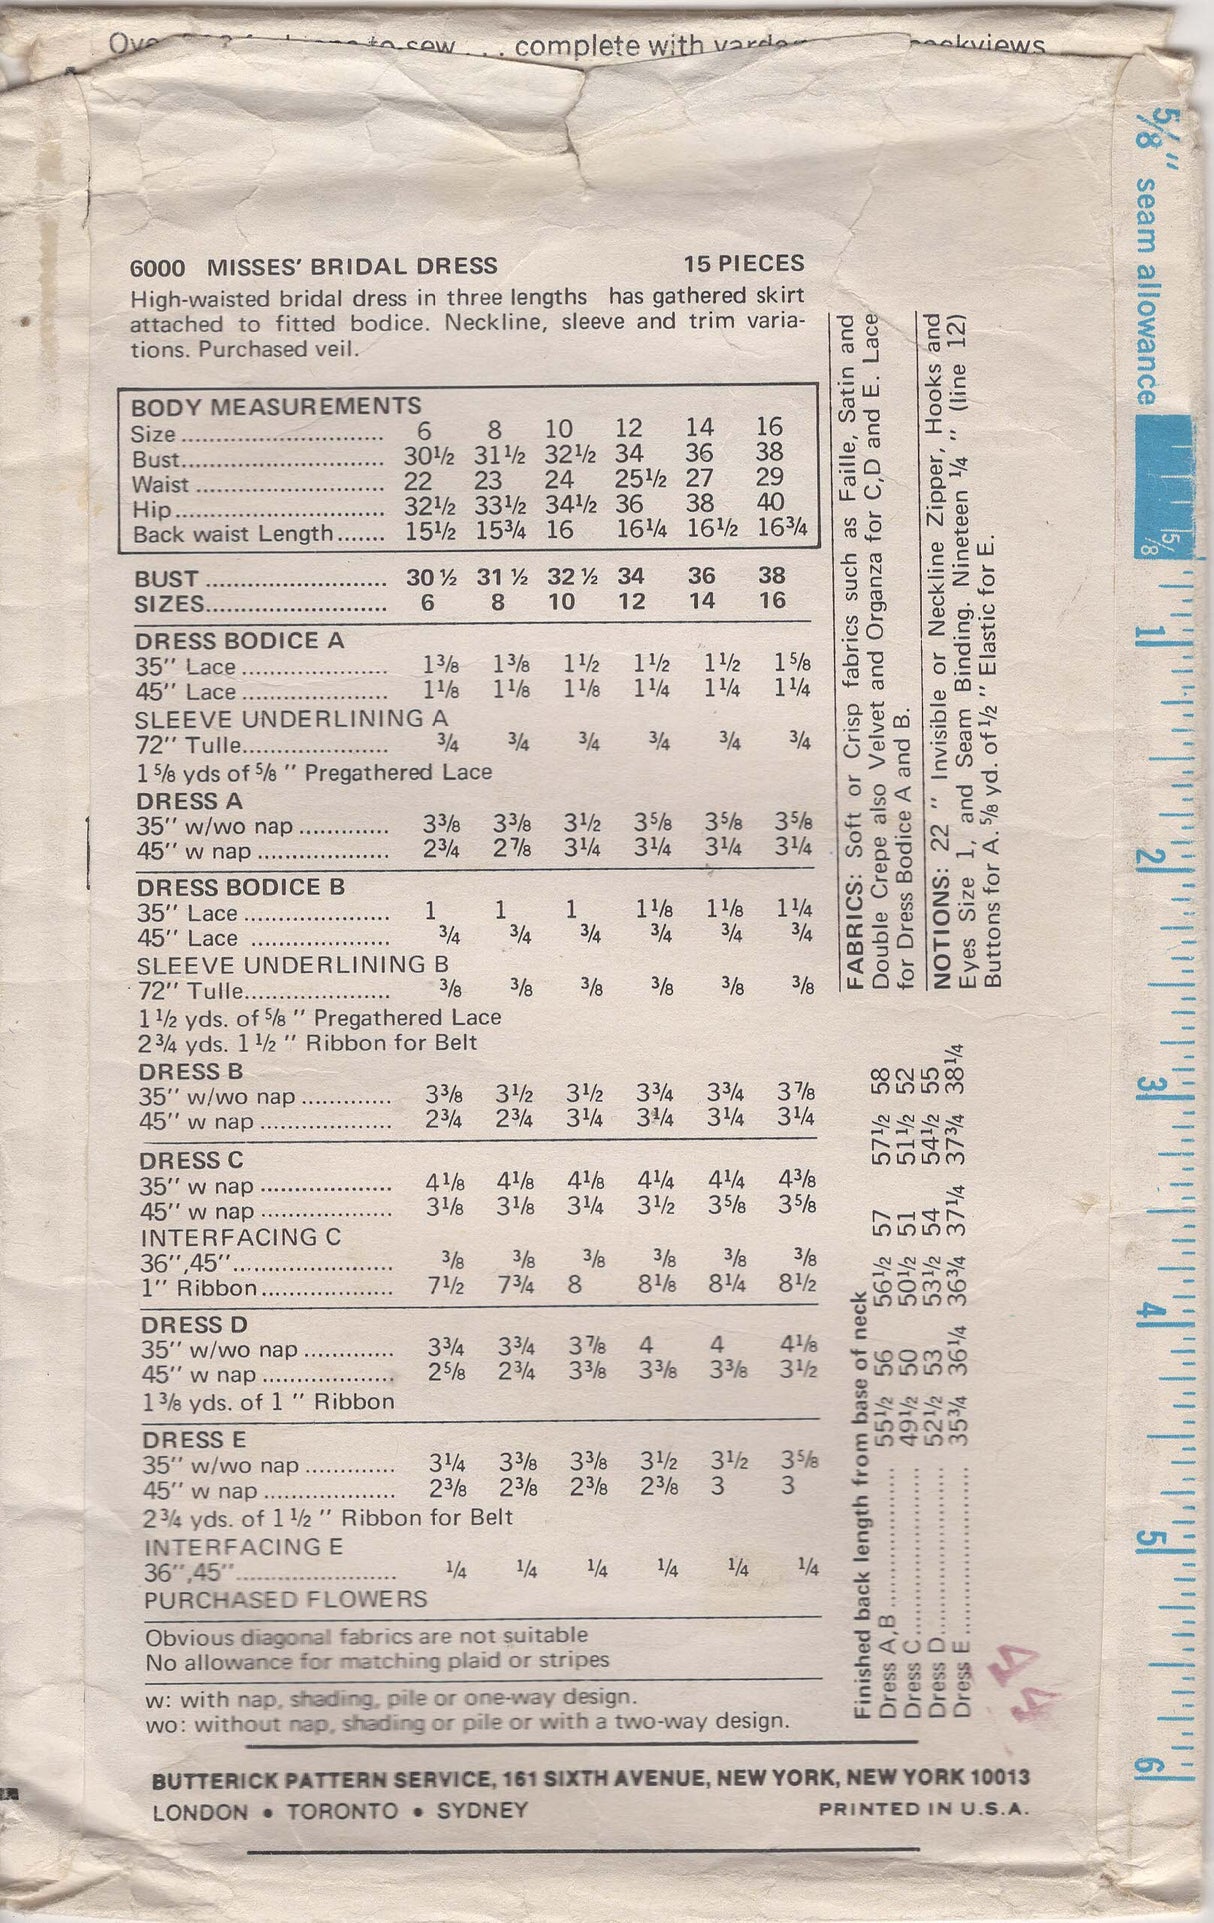 Ove to sew . . . complete with
6000 MISSES' BRIDAL DRESS 15 PIECES
High-waisted bridal dress in three lengths has gathered skirt
attached to fitted bodice. Neckline, sleeve and trim varia-
tions. Purchased veil.
BODY MEASUREMENTS
Size 6 8 10 12 14 16
Bust 30½ 31½ 32½ 34 36 38
Waist 22 23 24 25½ 27 29
Hip 32½ 33½ 34½ 36 38 40
Back waist Length 15½ 15¾ 16 16¼ 16½ 16¾
BUST 30 ½ 31 ½ 32 ½ 34 36 38
SIZES 6 8 10 12 14 16
DRESS BODICE A
35" Lace 1⅜ 1⅜ 1½ 1½ 1½ 1⅝
45" Lace 1⅛ 1⅛ 1⅛ 1¼ 1¼ 1¼
SLEEVE UNDERLINING A
72" Tulle ¾ ¾ ¾ ¾ ¾ ¾
1⅝ yds of ⅝ " Pregathered Lace
DRESS A
35" w/wo nap 3⅜ 3⅜ 3½ 3⅝ 3⅝ 3⅝
45" w nap 2¾ 2⅞ 3¼ 3¼ 3¼ 3¼
DRESS BODICE B
35" Lace 1 1 1 1⅛ 1⅛ 1¼
45" Lace ¾ ¾ ¾ ¾ ¾ ¾
SLEEVE UNDERLINING B
72" Tulle ⅜ ⅜ ⅜ ⅜ ⅜ ⅜
1½ yds. of ⅝ " Pregathered Lace
2¾ yds. 1½ " Ribbon for Belt
DRESS B
35" w/wo nap 3⅜ 3½ 3½ 3¾ 3¾ 3⅞
45" w nap 2¾ 2¾ 3¼ 3¼ 3¼ 3¼
DRESS C
35" w nap 4⅛ 4⅛ 4⅛ 4¼ 4¼ 4⅜
45" w nap 3⅛ 3⅛ 3¼ 3½ 3⅝ 3⅝
INTERFACING C
36",45" ⅜ ⅜ ⅜ ⅜ ⅜ ⅜
1" Ribbon 7½ 7¾ 8 8⅛ 8¼ 8½
DRESS D
35" w/wo nap 3¾ 3¾ 3⅞ 4 4 4⅛
45" w nap 2⅝ 2¾ 3⅜ 3⅜ 3⅜ 3½
1⅜ yds. of 1 " Ribbon
DRESS E
35" w/wo nap 3¼ 3⅜ 3⅜ 3½ 3½ 3⅝
45" w nap 2⅜ 2⅜ 2⅜ 2⅜ 3 3
2¾ yds. of 1½ " Ribbon for Belt
INTERFACING E
36",45" ¼ ¼ ¼ ¼ ¼ ¼
PURCHASED FLOWERS
Obvious diagonal fabrics are not suitable
No allowance for matching plaid or stripes
w: with nap, shading, pile or one-way design.
wo: without nap, shading or pile or with a two-way design.
FABRICS: Soft or Crisp fabrics such as Faille, Satin and
Double Crepe also Velvet and Organza for C,D and E. Lace
for Dress Bodice A and B.
NOTIONS: 22 " Invisible or Neckline Zipper, Hooks and
Eyes Size 1, and Seam Binding. Nineteen ¼ " (line 12)
Buttons for A. ⅝ yd. of ½ " Elastic for E.
Finished back length from base of neck
Dress A,B 55½ 56 56½ 57 57½ 58
Dress C 49½ 50 50½ 51 51½ 52
Dress D 52½ 53 53½ 54 54½ 55
Dress E 35¾ 36¼ 36¾ 37¼ 37¾ 38¼
BUTTERICK PATTERN SERVICE, 161 SIXTH AVENUE, NEW YORK, NEW YORK 10013
LONDON • TORONTO • SYDNEY PRINTED IN U.S.A.
⅝" seam allowance
⅝
1
2
3
4
5
6